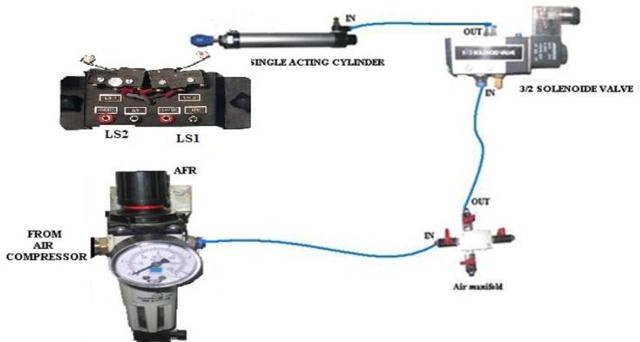 IN
OUT
SINGLE ACTING CYLINDER
3/2 SOLENOIDE VALVE
IN
LS2
LS1
AFR
OUT
FROM
AIR
COMPRESSOR
IN
Air manifold